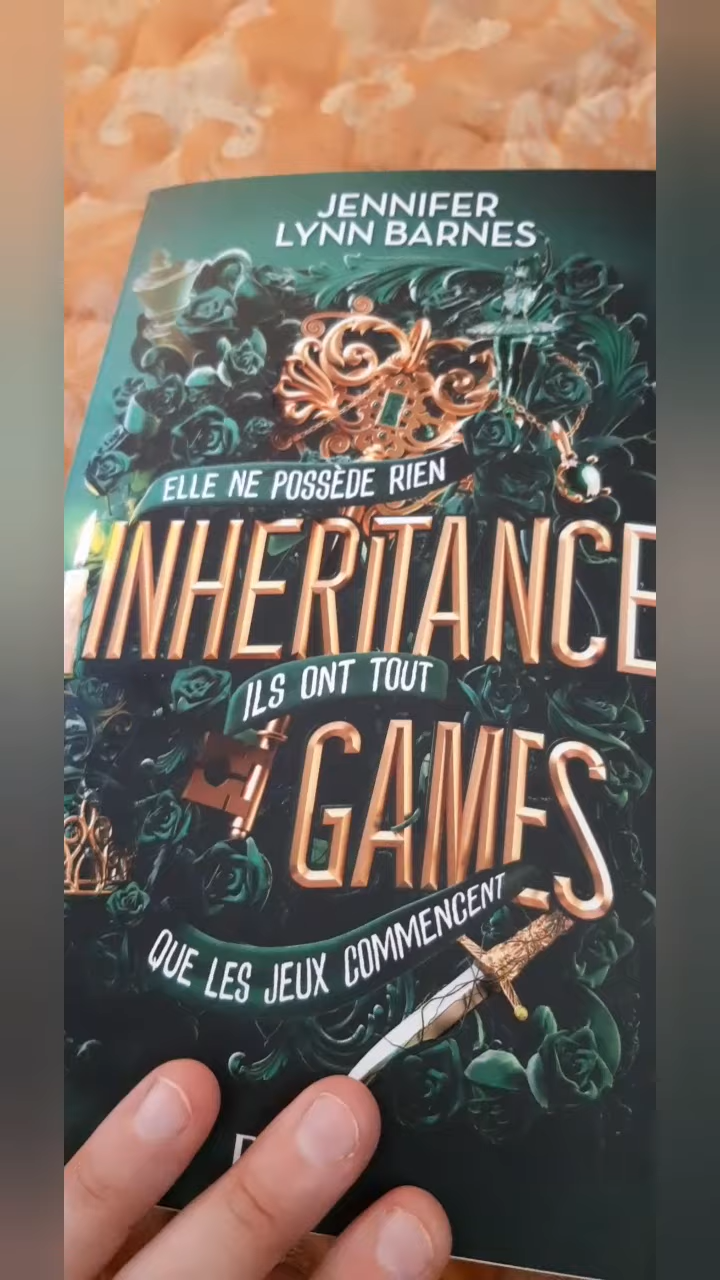 JENNIFER
LYNN BARNES
ELLE NE POSSÈDE RIEN
INHERITANCE
ILS ONT TOUT
GAMES
QUE LES JEUX COMMENCENT